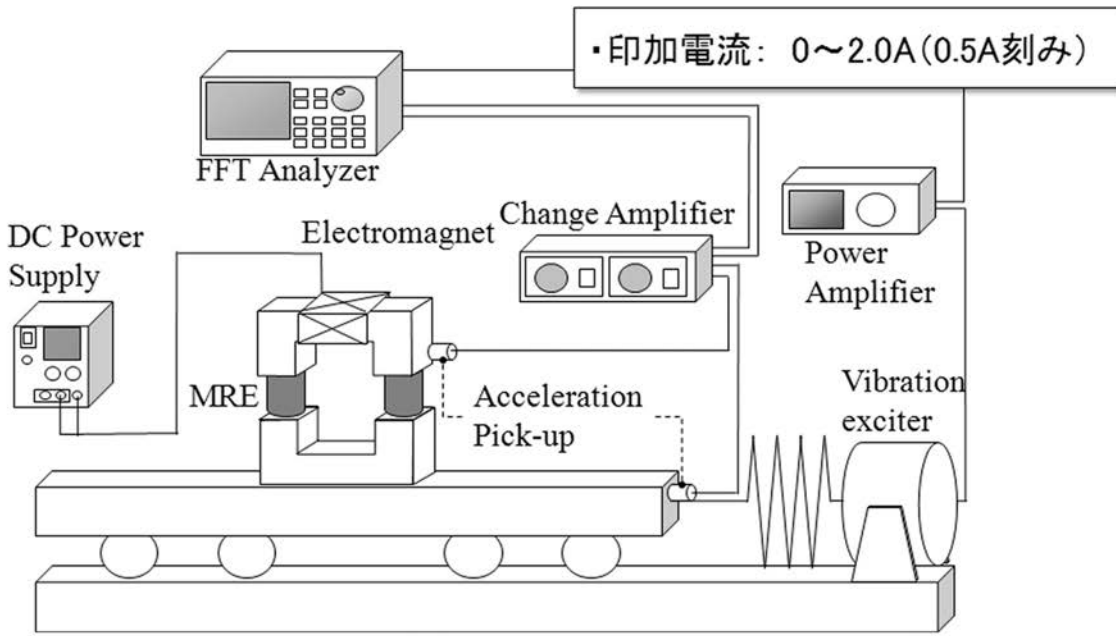 ・印加電流: 0～2.0A(0.5A刻み)
FFT Analyzer
Change Amplifier
Electromagnet
DC Power
Supply
Power
Amplifier
MRE
Acceleration
Pick-up
Vibration
exciter